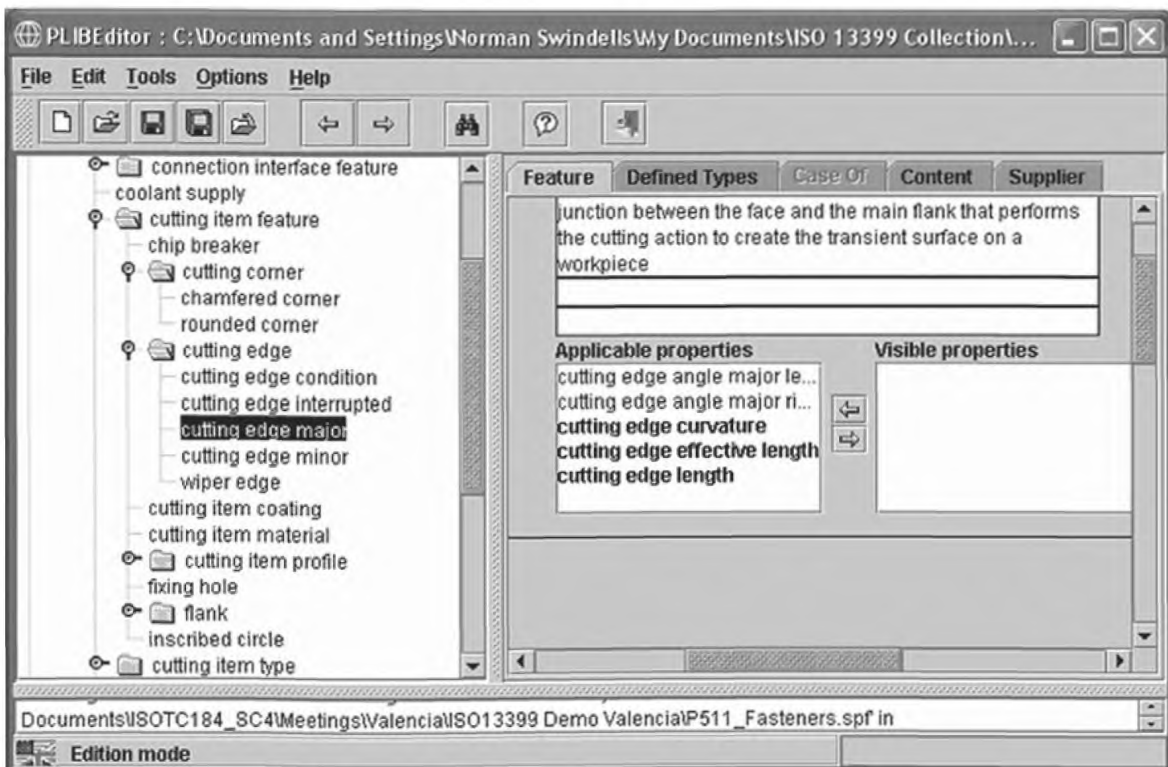 PLIBEditor : C:\Documents and Settings\Norman Swindells\My Documents\ISO 13399 Collection\...
File Edit Tools Options Help
connection interface feature
coolant supply
cutting item feature
chip breaker
cutting corner
chamfered corner
rounded corner
cutting edge
cutting edge condition
cutting edge interrupted
cutting edge major
cutting edge minor
wiper edge
cutting item coating
cutting item material
cutting item profile
fixing hole
flank
inscribed circle
cutting item type
Feature Defined Types Case Of Content Supplier
junction between the face and the main flank that performs
the cutting action to create the transient surface on a
workpiece
Applicable properties Visible properties
cutting edge angle major le...
cutting edge angle major ri...
cutting edge curvature
cutting edge effective length
cutting edge length
Documents\ISOTC184_SC4\Meetings\Valencia\ISO13399 Demo Valencia\P511_Fasteners.spf' in
Edition mode